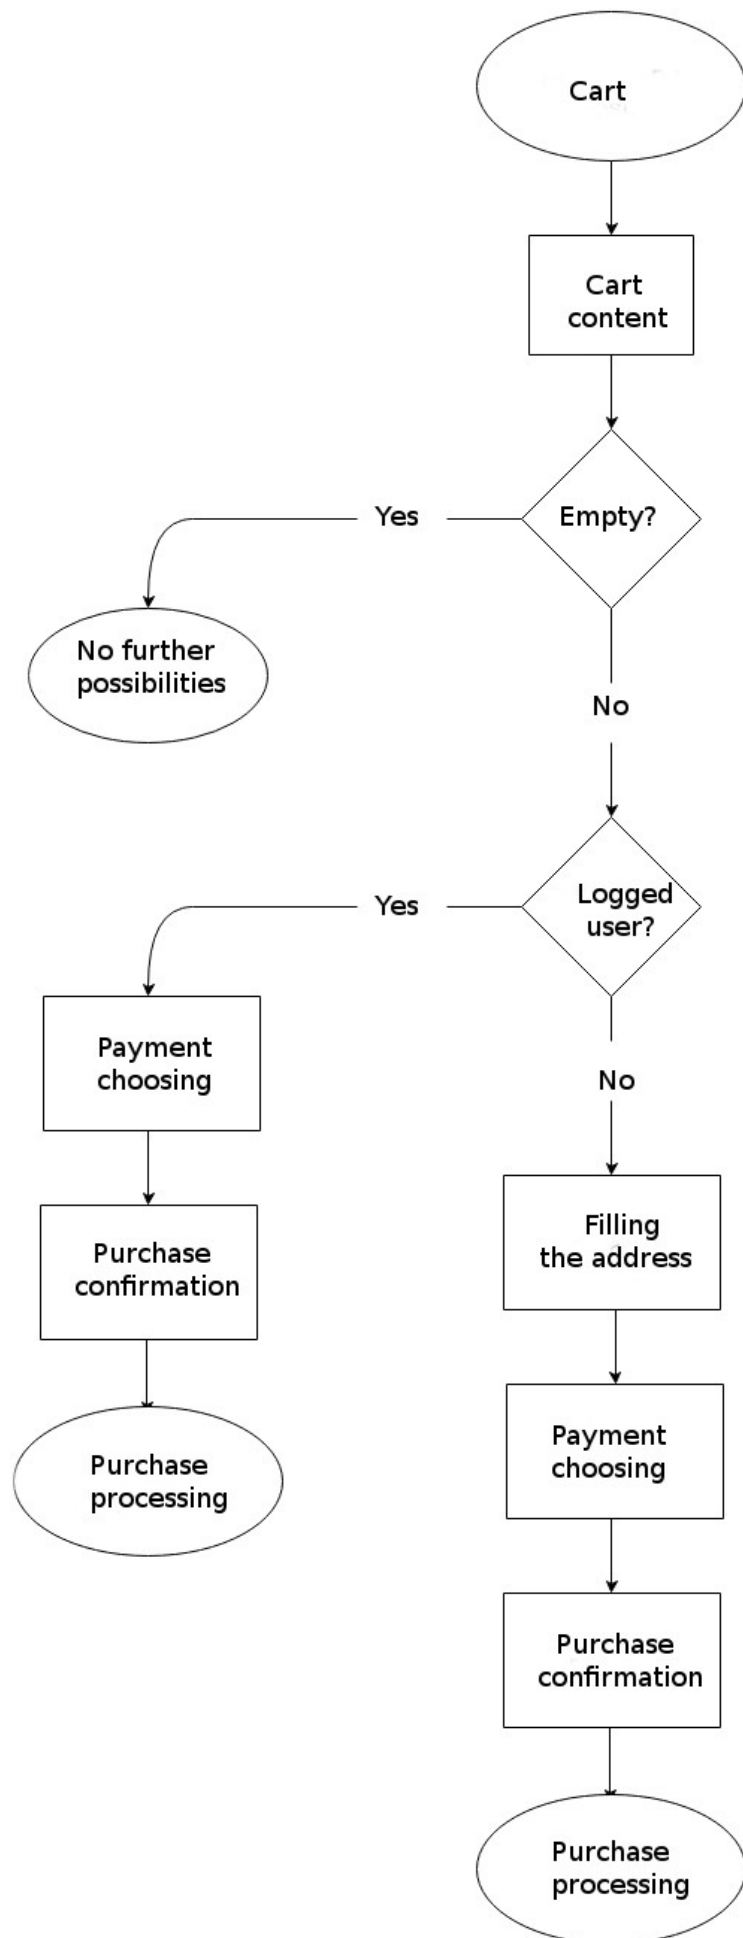 Cart
Cart
content
Empty?
Yes
No further
possibilities
No
Logged
user?
Yes
Payment
choosing
No
Purchase
confirmation
Filling
the address
Purchase
processing
Payment
choosing
Purchase
confirmation
Purchase
processing